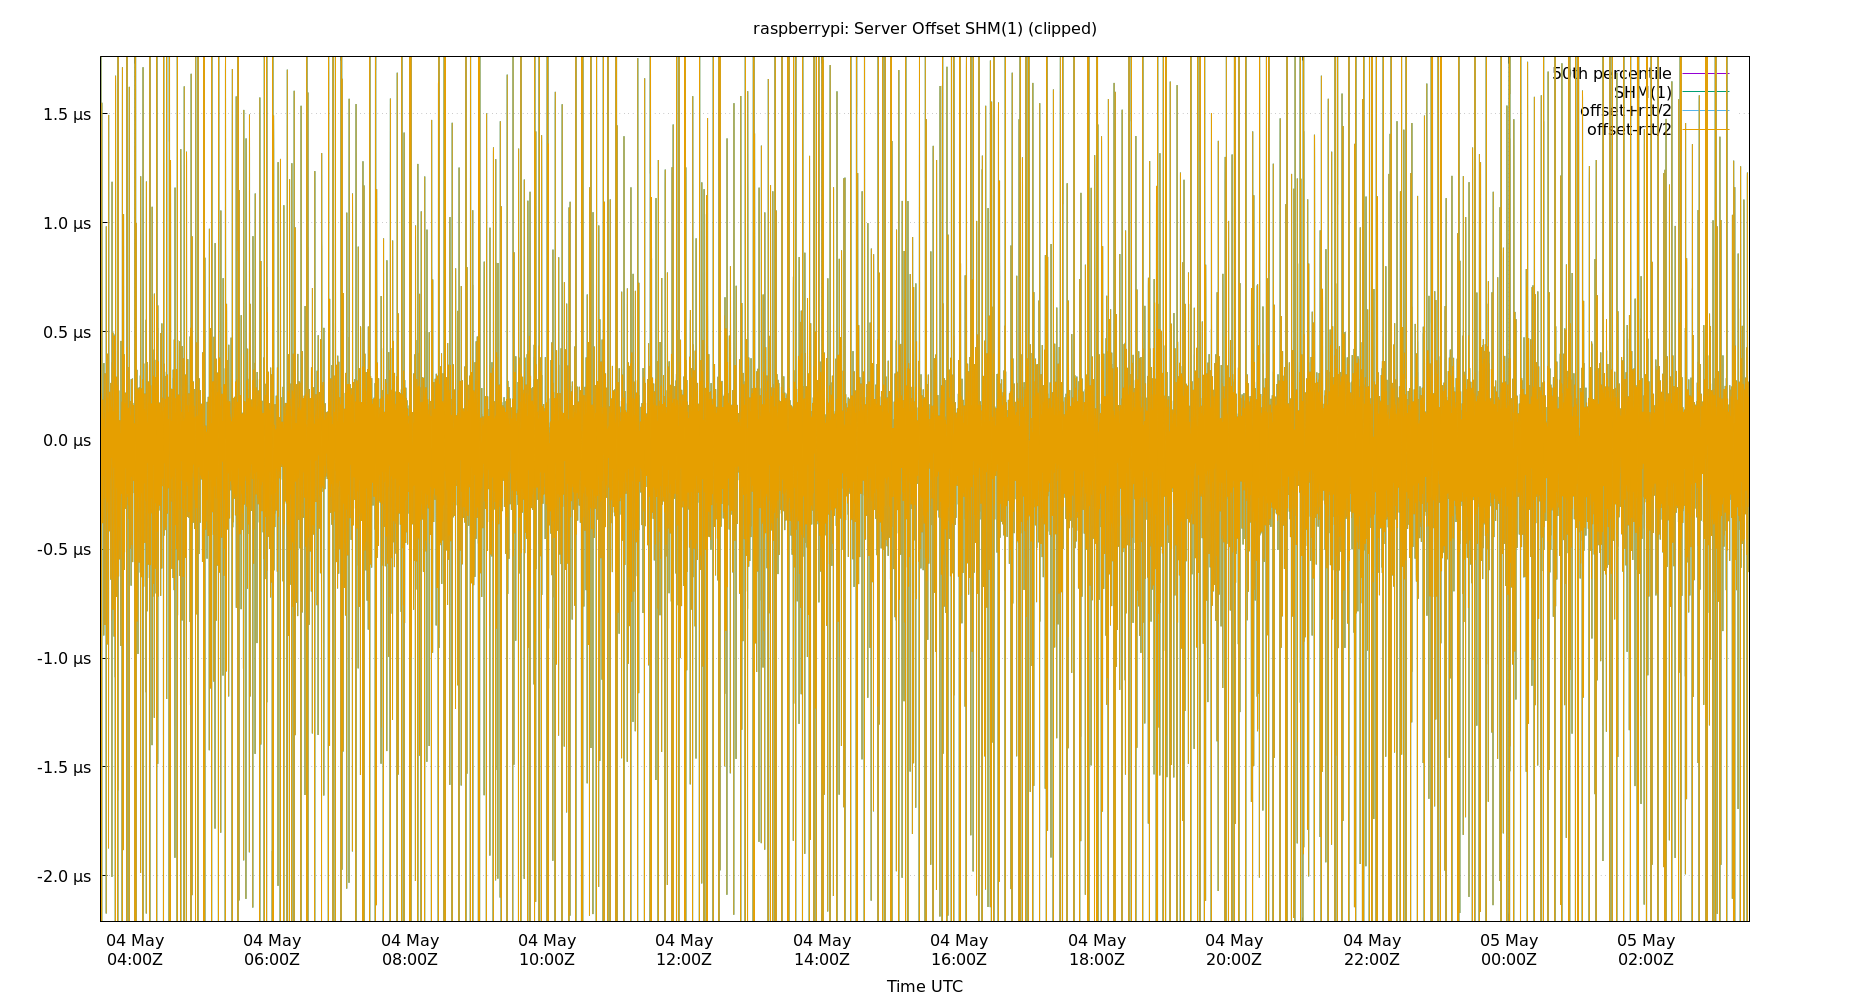 raspberrypi: Server Offset SHM(1) (clipped)
50th percentile
SHM(1)
offset+rtt/2
offset-rtt/2
1.5 µs
1.0 µs
0.5 µs
0.0 µs
-0.5 µs
-1.0 µs
-1.5 µs
-2.0 µs
04 May 04 May 04 May 04 May 04 May 04 May 04 May 04 May 04 May 04 May 05 May 05 May
04:00Z 06:00Z 08:00Z 10:00Z 12:00Z 14:00Z 16:00Z 18:00Z 20:00Z 22:00Z 00:00Z 02:00Z
Time UTC